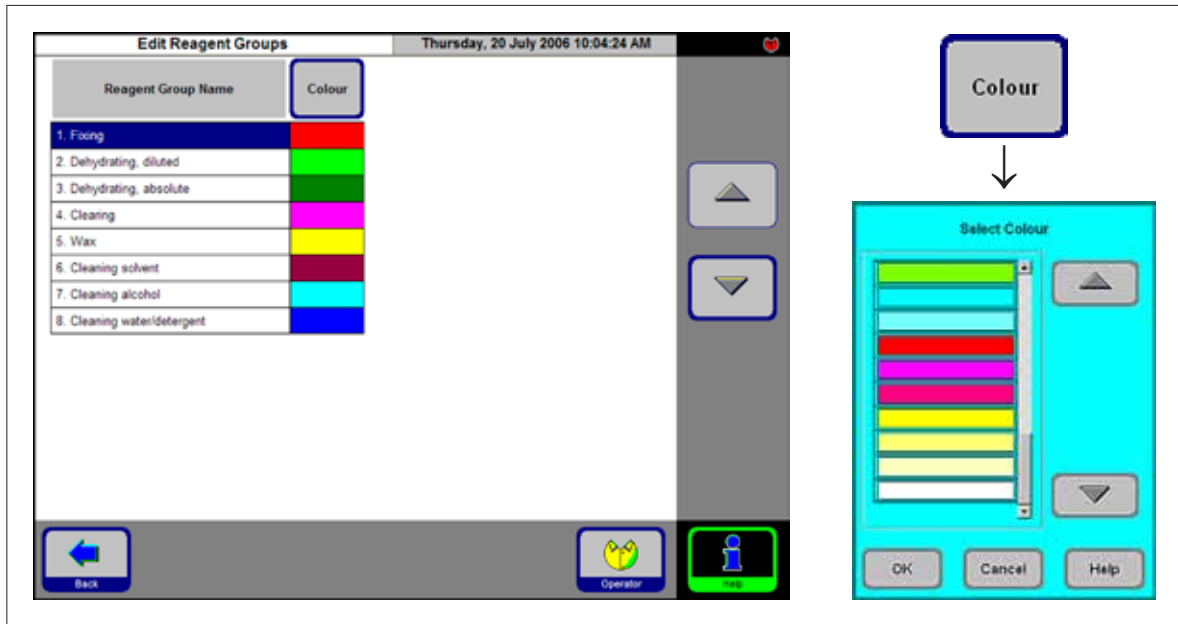 Edit Reagent Groups
Thursday, 20 July 2006 10:04:24 AM
Reagent Group Name
Colour
1. Fixing
2. Dehydrating, diluted
3. Dehydrating, absolute
4. Clearing
5. Wax
6. Cleaning solvent
7. Cleaning alcohol
8. Cleaning water/detergent
Back
Operator
Help
Colour
Select Colour
OK
Cancel
Help